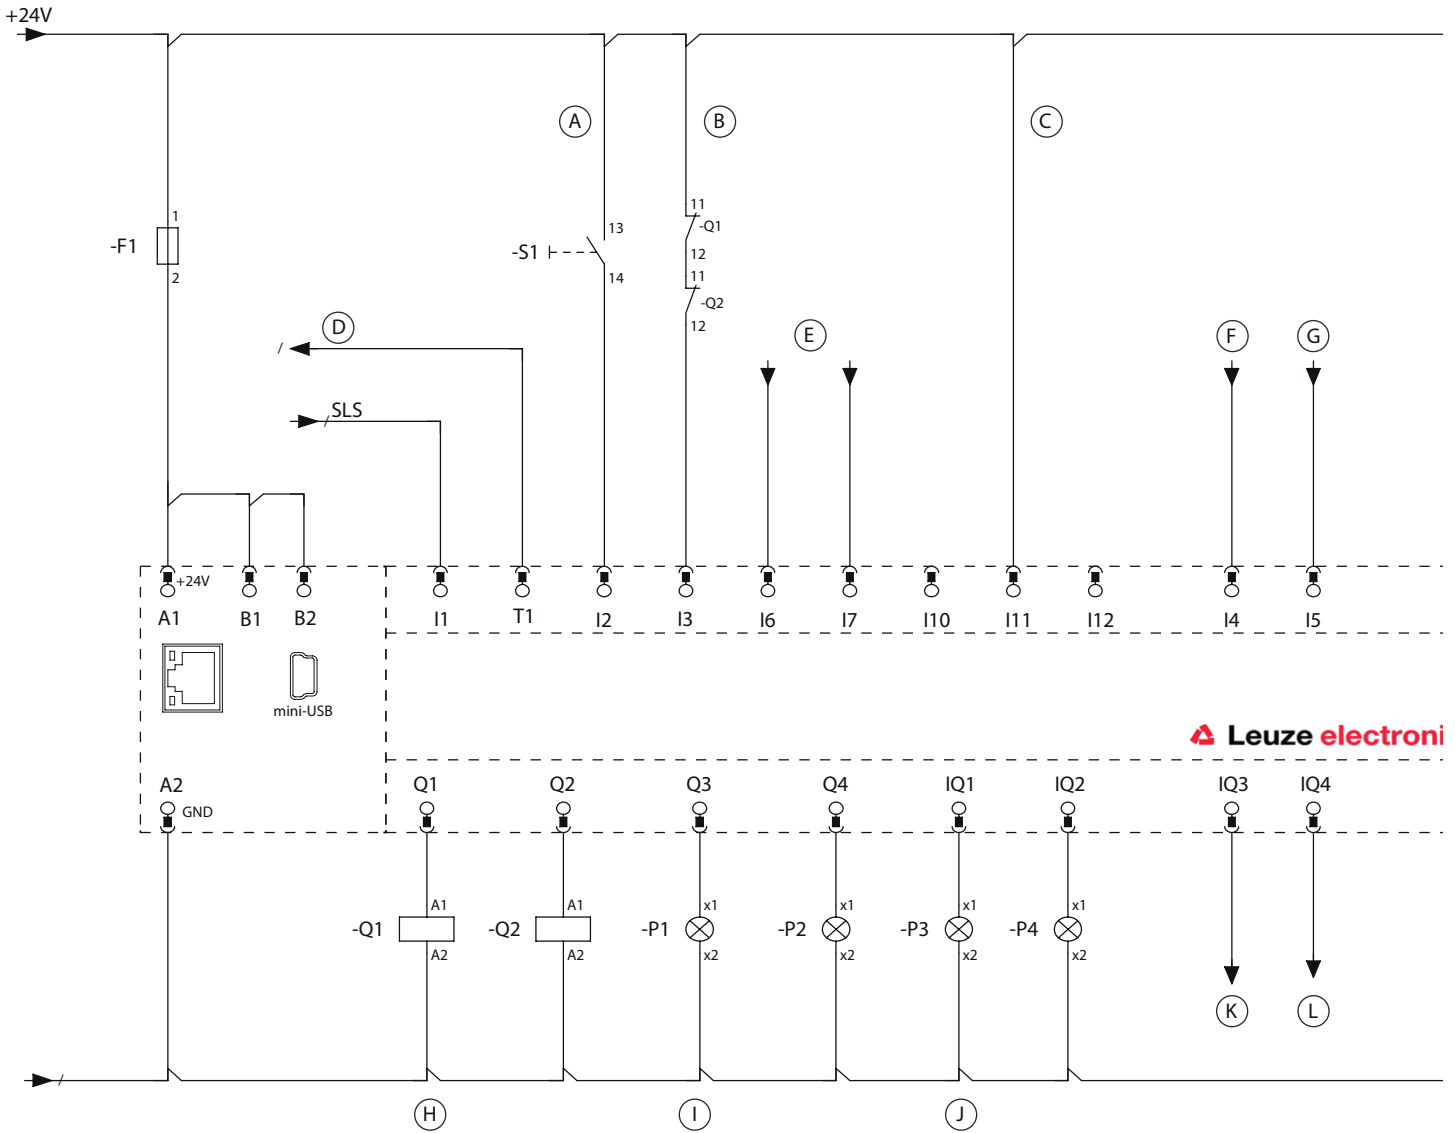 +24V
A
B
C
1
-F1
2
13
-S1
14
11
-Q1
12
11
-Q2
12
D
/
SLS
/
E
F
G
+24V
A1
B1
B2
I1
T1
I2
I3
I6
I7
I10
I11
I12
I4
I5
mini-USB
Leuze electroni
A2
GND
Q1
Q2
Q3
Q4
IQ1
IQ2
IQ3
IQ4
A1
-Q1
A2
A1
-Q2
A2
x1
-P1
x2
x1
-P2
x2
x1
-P3
x2
x1
-P4
x2
K
L
/
H
I
J